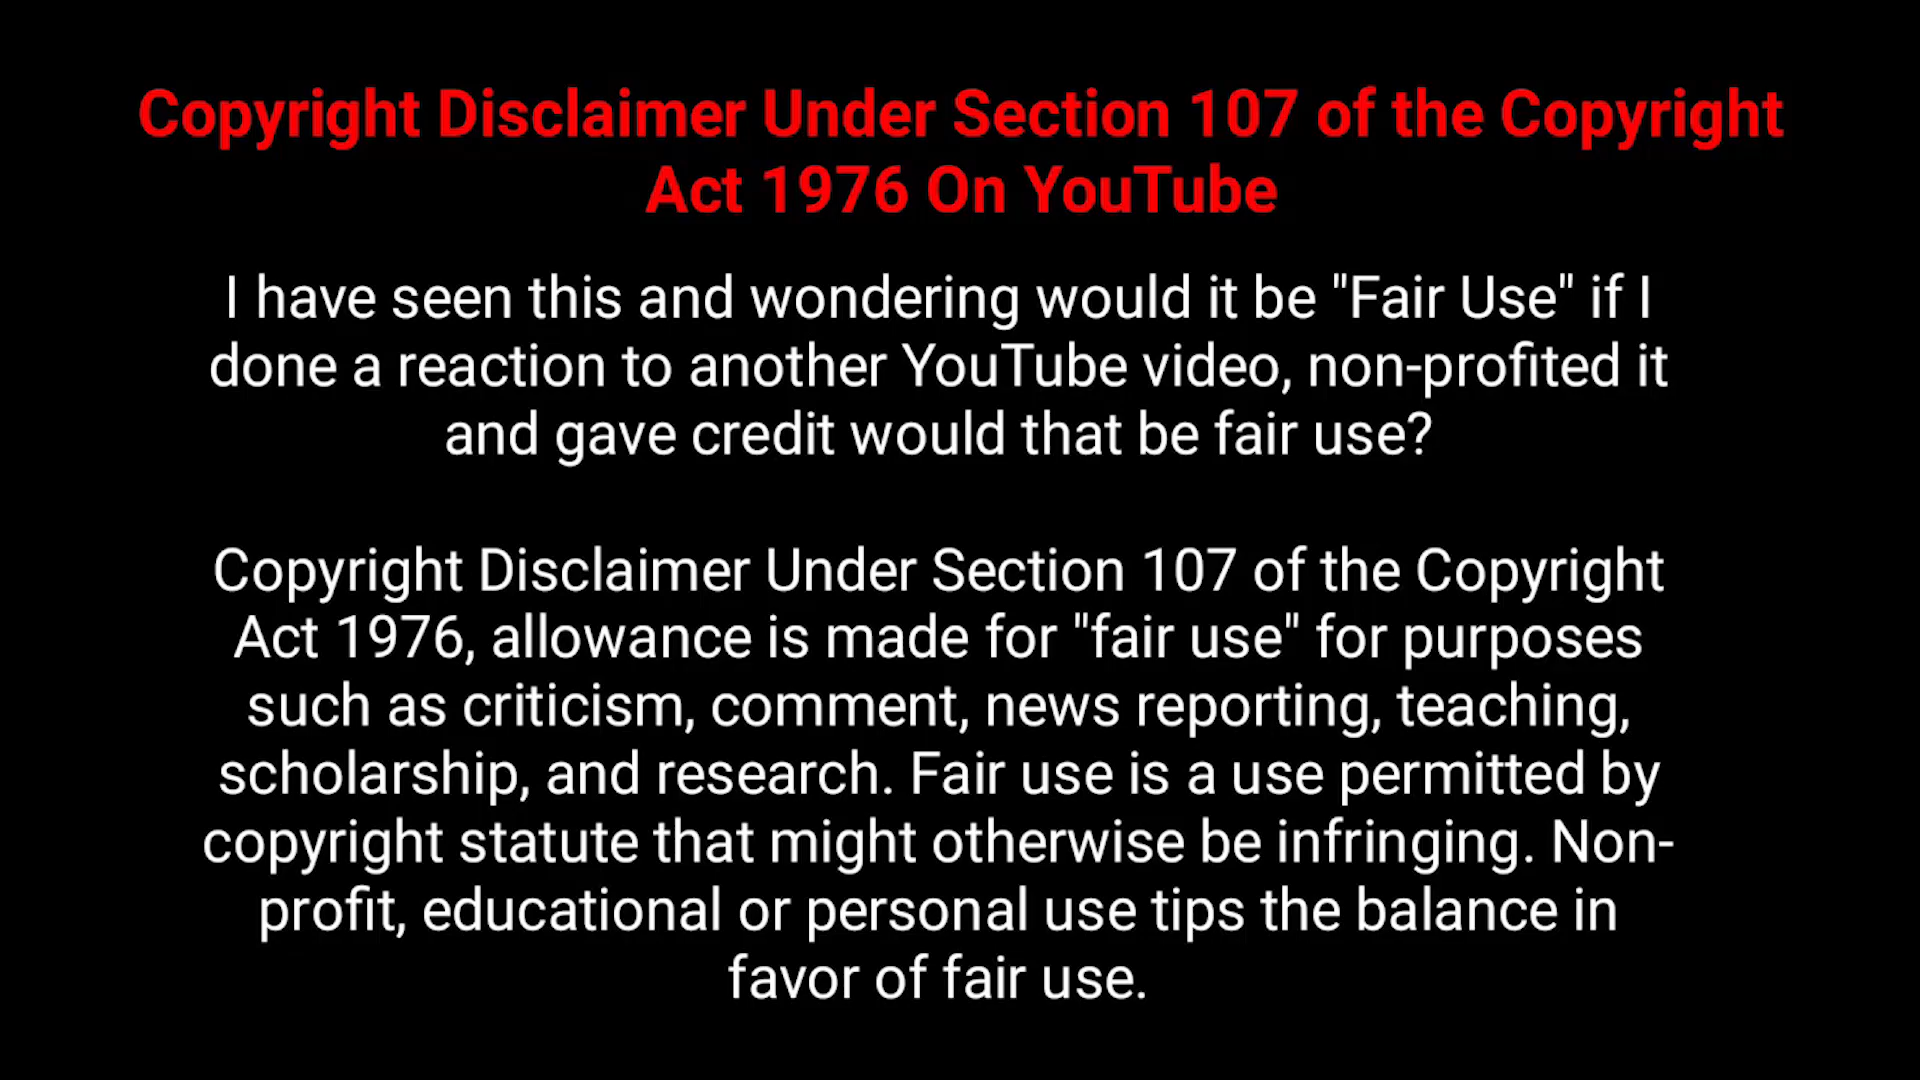 Copyright Disclaimer Under Section 107 of the Copyright
Act 1976 On YouTube
I have seen this and wondering would it be "Fair Use" if I
done a reaction to another YouTube video, non-profited it
and gave credit would that be fair use?
Copyright Disclaimer Under Section 107 of the Copyright
Act 1976, allowance is made for "fair use" for purposes
such as criticism, comment, news reporting, teaching,
scholarship, and research. Fair use is a use permitted by
copyright statute that might otherwise be infringing. Non-
profit, educational or personal use tips the balance in
favor of fair use.